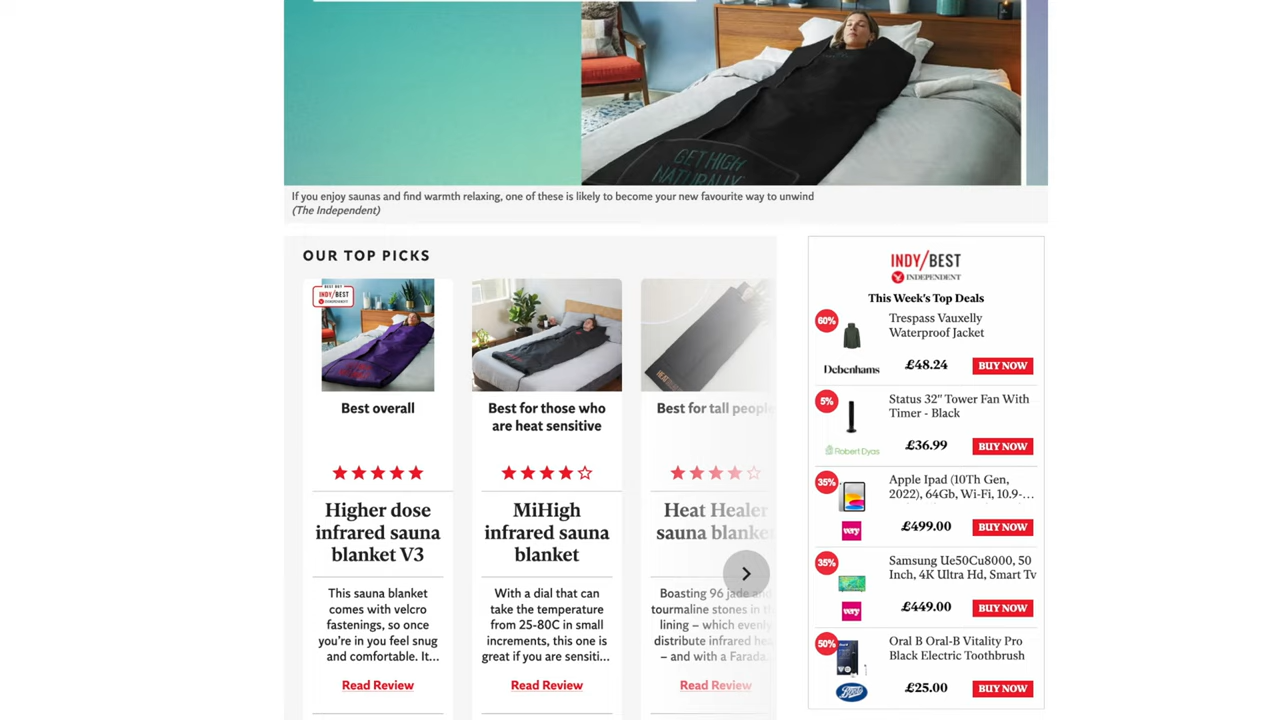 GET HIGH
NATURALLY
If you enjoy saunas and find warmth relaxing, one of these is likely to become your new favourite way to unwind
(The Independent)
OUR TOP PICKS
BEST BUY
INDY/BEST
INDEPENDENT
Best overall
Higher dose
infrared sauna
blanket V3
This sauna blanket
comes with velcro
fastenings, so once
you're in you feel snug
and comfortable. It...
Read Review
Best for those who
are heat sensitive
MiHigh
infrared sauna
blanket
With a dial that can
take the temperature
from 25-80C in small
increments, this one is
great if you are sensiti...
Read Review
Best for tall people
Heat Healer
sauna blanket
Boasting 96 jade and
tourmaline stones in th
lining – which evenly
distribute infrared hea
– and with a Farada...
Read Review
INDY/BEST
INDEPENDENT
This Week's Top Deals
60%
Trespass Vauxelly
Waterproof Jacket
Debenhams
£48.24
BUY NOW
5%
Status 32" Tower Fan With
Timer - Black
Robert Dyas
£36.99
BUY NOW
35%
Apple Ipad (10Th Gen,
2022), 64Gb, Wi-Fi, 10.9-...
very
£499.00
BUY NOW
35%
Samsung Ue50Cu8000, 50
Inch, 4K Ultra Hd, Smart Tv
very
£449.00
BUY NOW
50%
Oral B Oral-B Vitality Pro
Black Electric Toothbrush
Boots
£25.00
BUY NOW